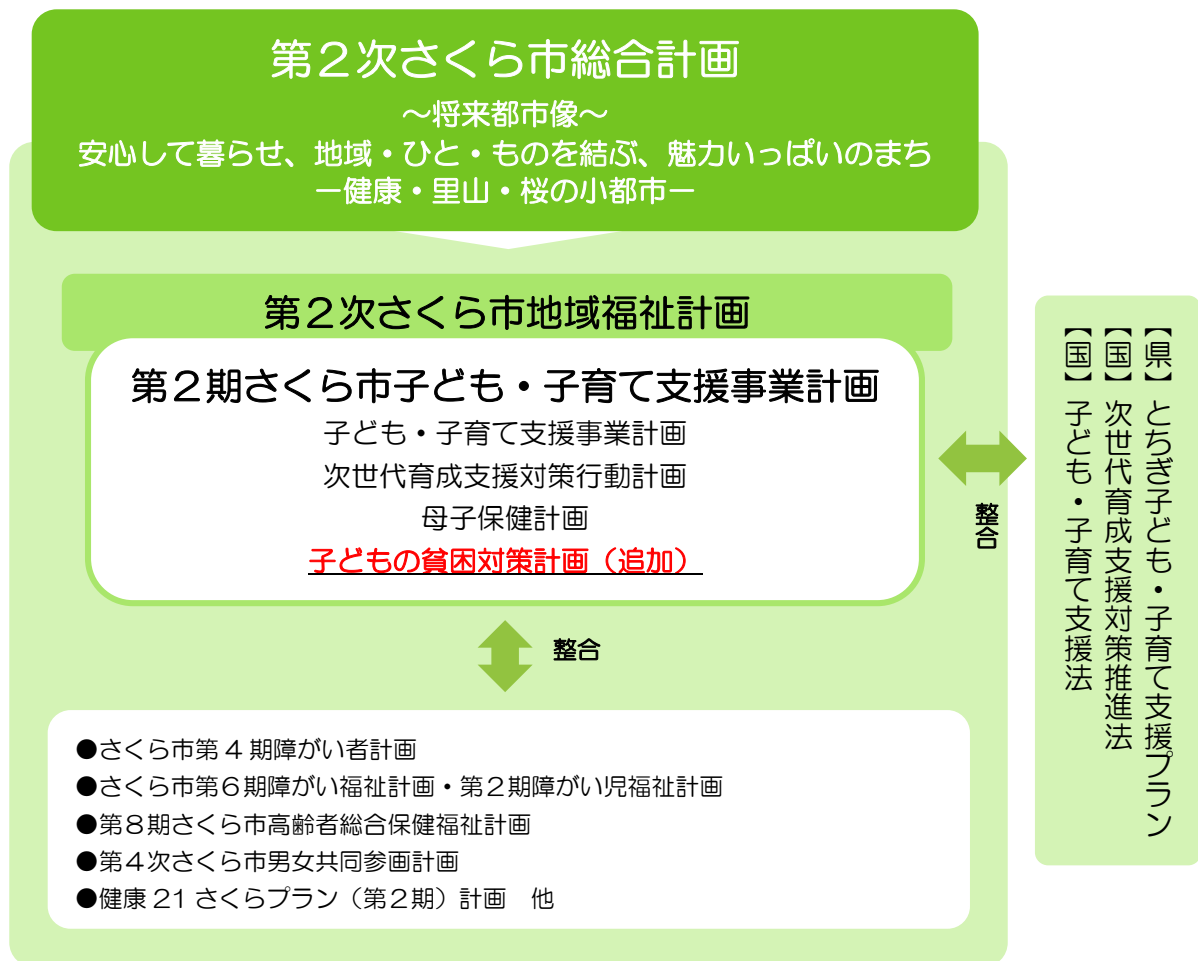 第２次さくら市総合計画
～将来都市像～
安心して暮らせ、地域・ひと・ものを結ぶ、魅力いっぱいのまち
－健康・里山・桜の小都市－
第２次さくら市地域福祉計画
第２期さくら市子ども・子育て支援事業計画
子ども・子育て支援事業計画
次世代育成支援対策行動計画
母子保健計画
子どもの貧困対策計画（追加）
整合
●さくら市第 4 期障がい者計画
●さくら市第６期障がい福祉計画・第２期障がい児福祉計画
●第８期さくら市高齢者総合保健福祉計画
●第４次さくら市男女共同参画計画
●健康 21 さくらプラン（第２期）計画　他
整合
【県】とちぎ子ども・子育て支援プラン
【国】次世代育成支援対策推進法
【国】子ども・子育て支援法